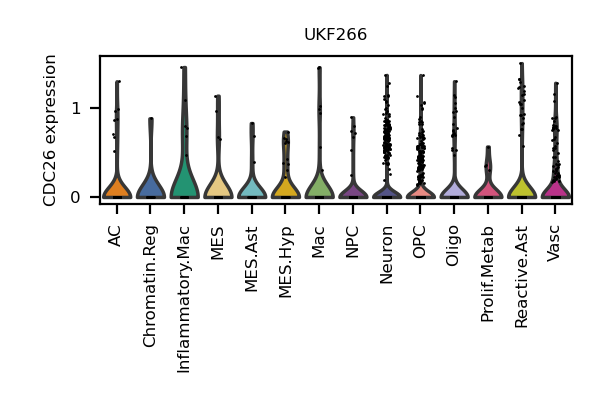 UKF266
CDC26 expression
1
0
AC
Chromatin.Reg
Inflammatory.Mac
MES
MES.Ast
MES.Hyp
Mac
NPC
Neuron
OPC
Oligo
Prolif.Metab
Reactive.Ast
Vasc